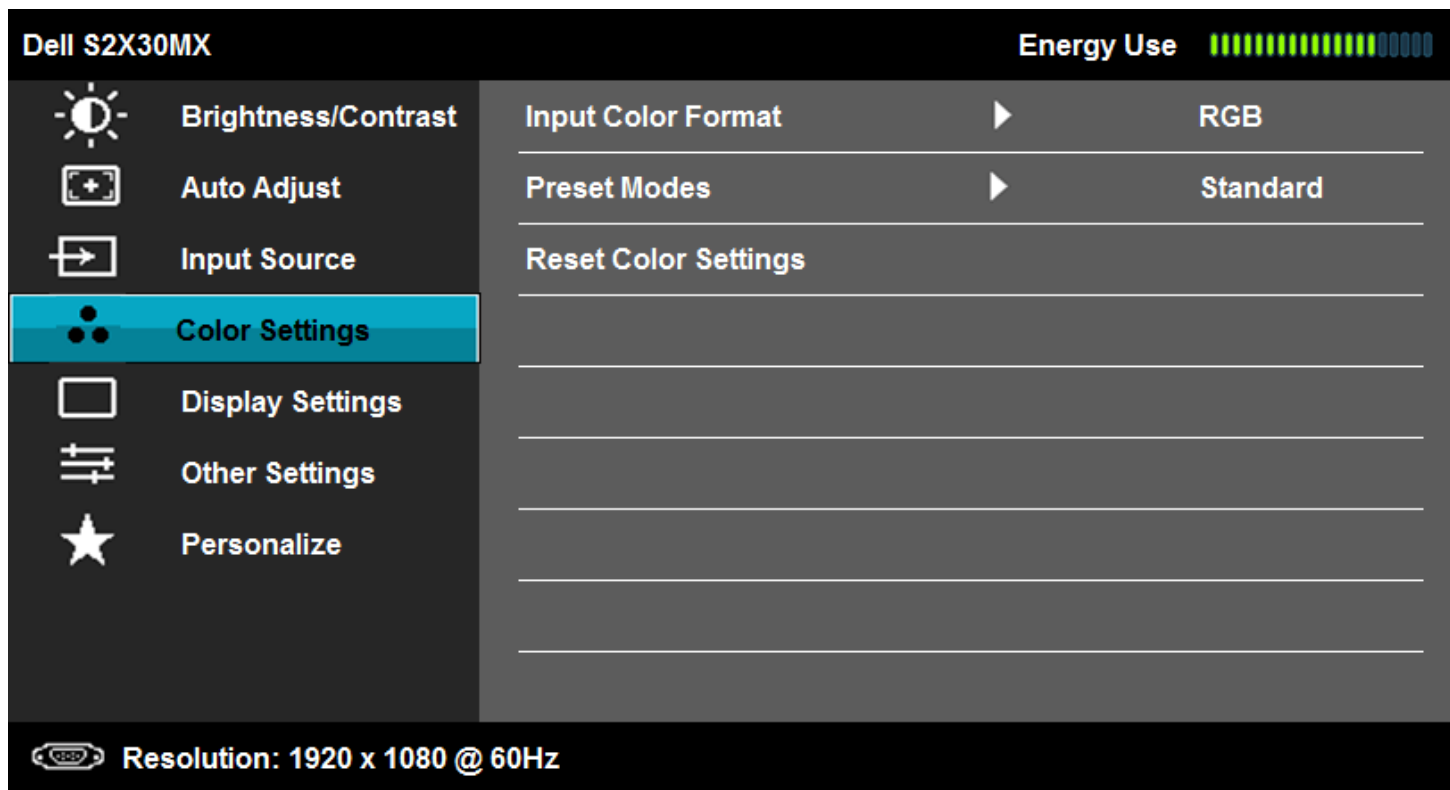 Dell S2X30MX Energy Use
Brightness/Contrast Input Color Format RGB
Auto Adjust Preset Modes Standard
Input Source Reset Color Settings
Color Settings
Display Settings
Other Settings
Personalize
Resolution: 1920 x 1080 @ 60Hz